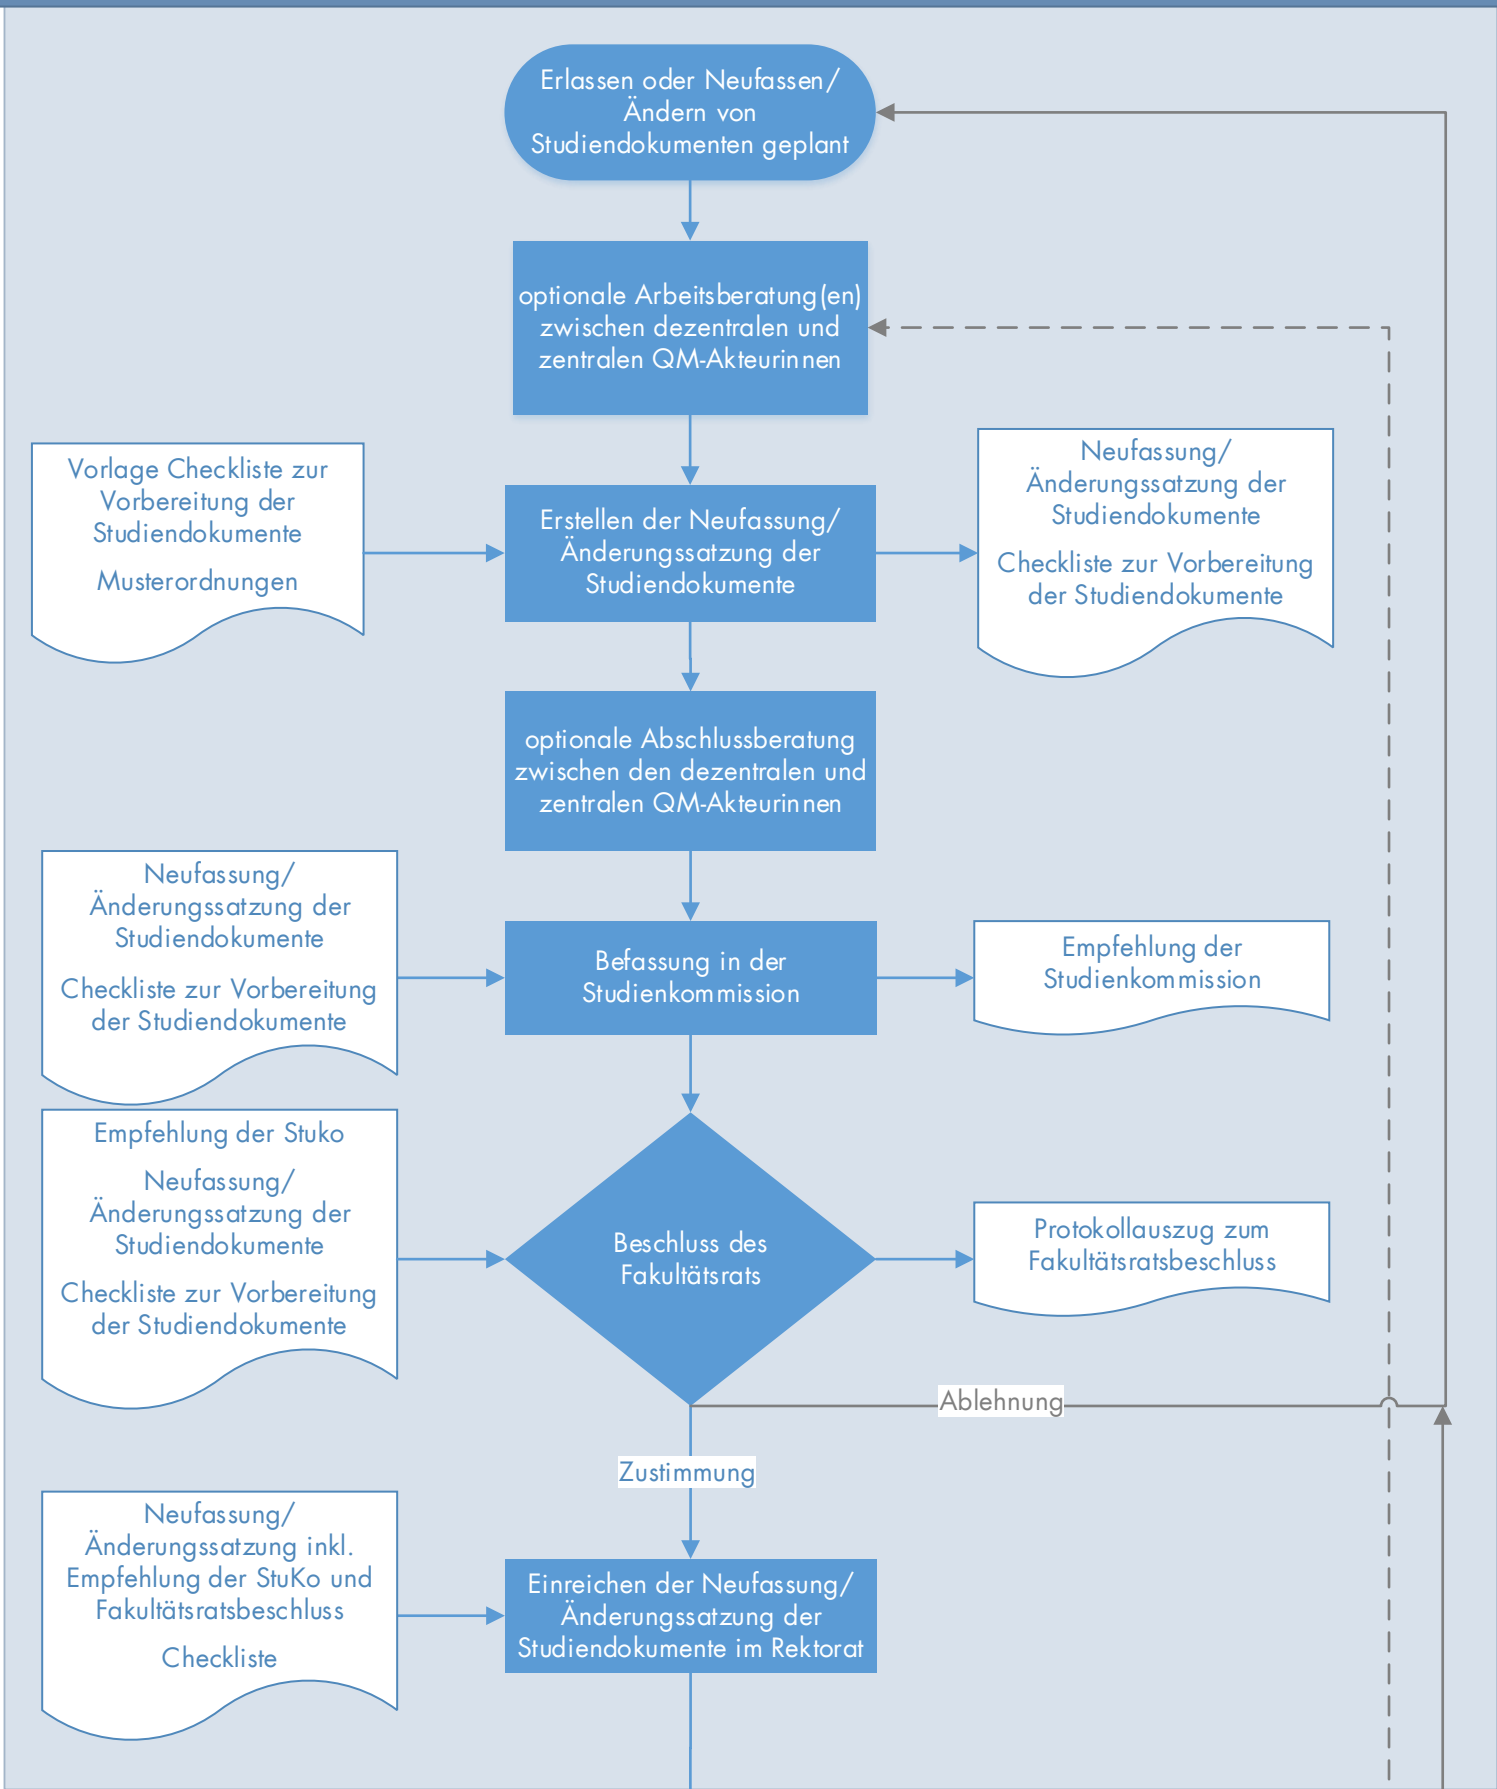 Erlassen oder Neufassen/
Ändern von
Studiendokumenten geplant
optionale Arbeitsberatung(en)
zwischen dezentralen und
zentralen QM-Akteurinnen
Vorlage Checkliste zur
Vorbereitung der
Studiendokumente
Musterordnungen
Erstellen der Neufassung/
Änderungssatzung der
Studiendokumente
Neufassung/
Änderungssatzung der
Studiendokumente
Checkliste zur Vorbereitung
der Studiendokumente
optionale Abschlussberatung
zwischen den dezentralen und
zentralen QM-Akteurinnen
Neufassung/
Änderungssatzung der
Studiendokumente
Checkliste zur Vorbereitung
der Studiendokumente
Befassung in der
Studienkommission
Empfehlung der
Studienkommission
Empfehlung der Stuko
Neufassung/
Änderungssatzung der
Studiendokumente
Checkliste zur Vorbereitung
der Studiendokumente
Beschluss des
Fakultätsrats
Protokollauszug zum
Fakultätsratsbeschluss
Ablehnung
Zustimmung
Neufassung/
Änderungssatzung inkl.
Empfehlung der StuKo und
Fakultätsratsbeschluss
Checkliste
Einreichen der Neufassung/
Änderungssatzung der
Studiendokumente im Rektorat